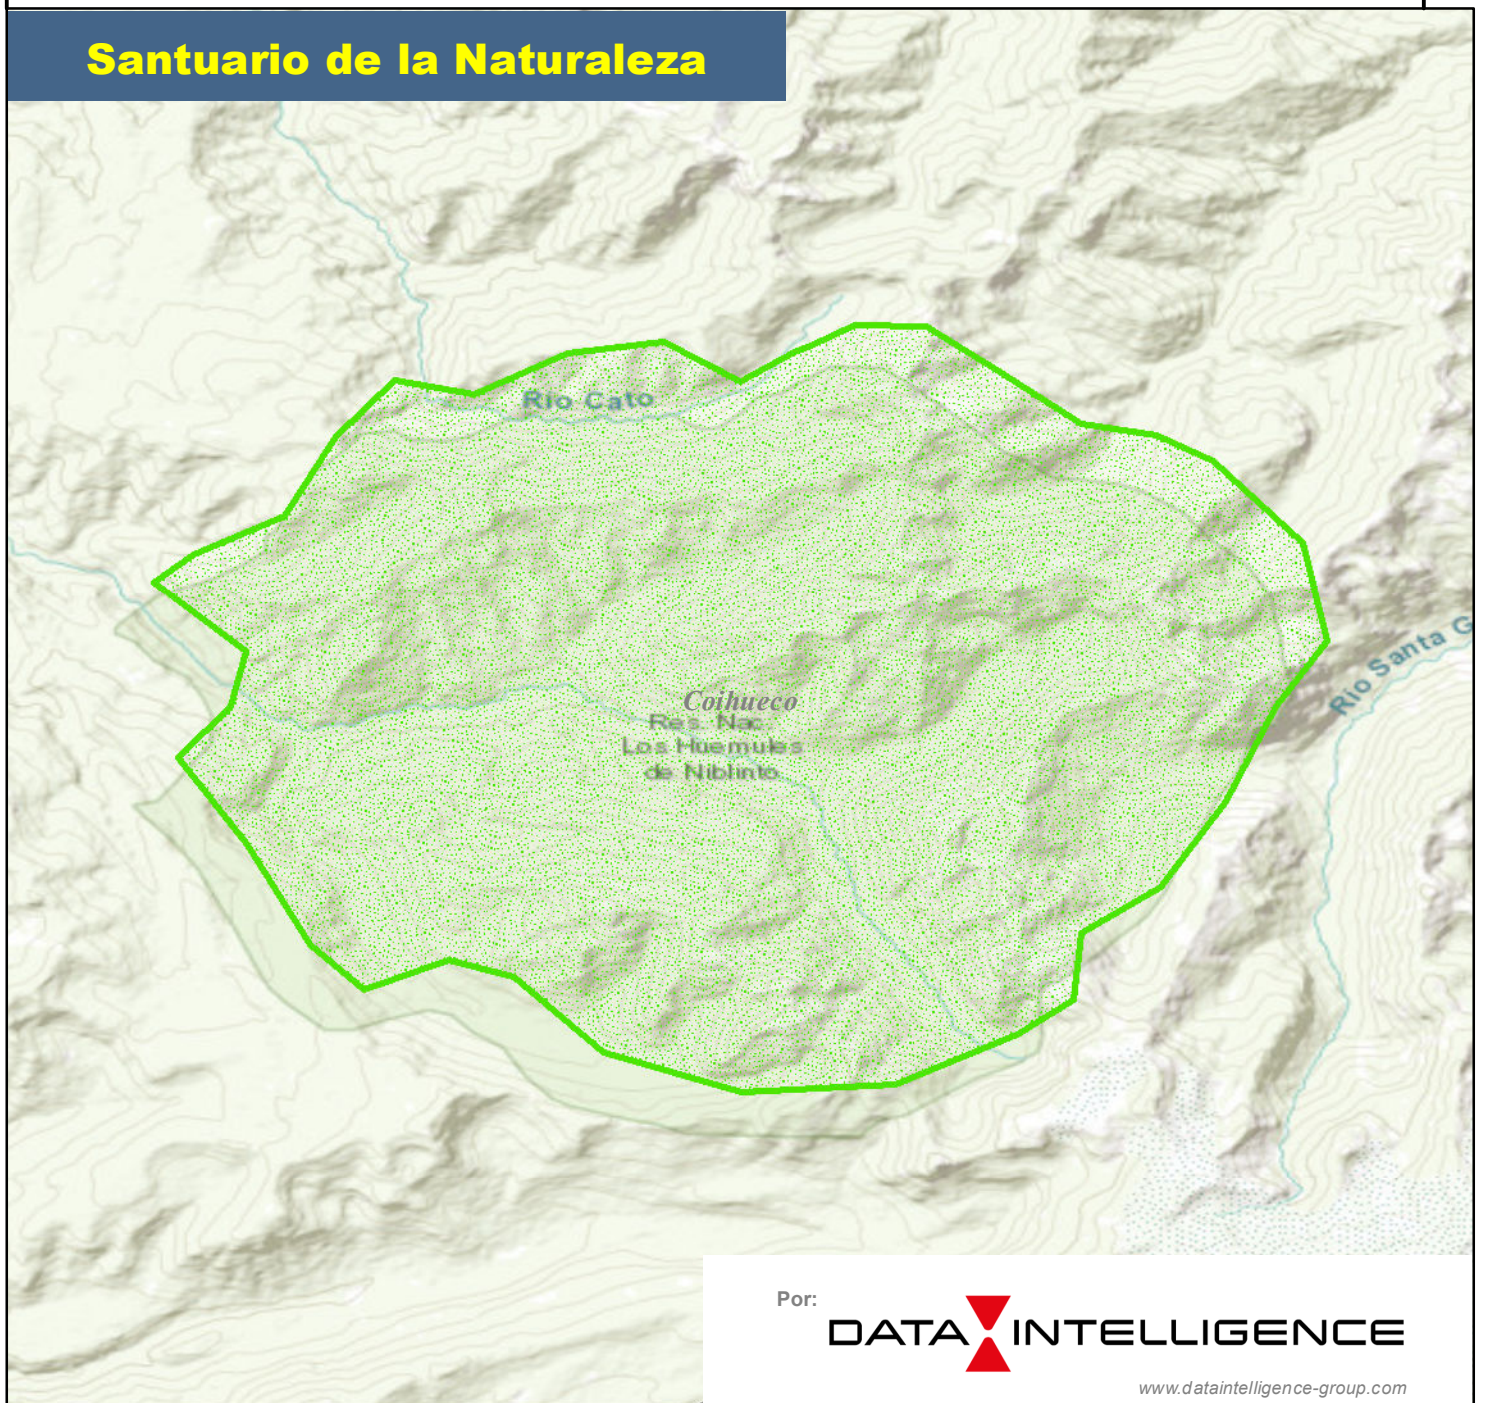 Santuario de la Naturaleza
Rio Cato
Rio Santa G
Coihueco
Res. Nac.
Los Huemules
de Niblinto
Por:
DATA INTELLIGENCE
www.dataintelligence-group.com